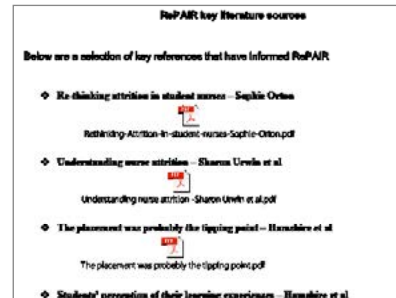 RePAIR key literature sources
Below are a selection of key references that have informed RePAIR
❖ Re-thinking attrition in student nurses – Sophie Orton
Rethinking-Attrition-in-student-nurses-Sophie-Orton.pdf
❖ Understanding nurse attrition – Sharon Urwin et al
Understanding nurse attrition -Sharon Urwin et al.pdf
❖ The placement was probably the tipping point – Hamshire et al
The placement was probably the tipping point.pdf
❖ Students' perception of their learning experiences – Hamshire et al